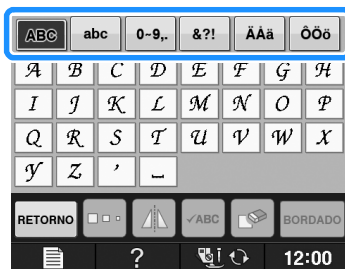 ABC abc 0~9,. &?! ÄÅä ÔÖö
A B C D E F G H
I J K L M N O P
Q R S T U V W X
Y Z ’ ⎵
RETORNO ✓ABC BORDADO
? 12:00